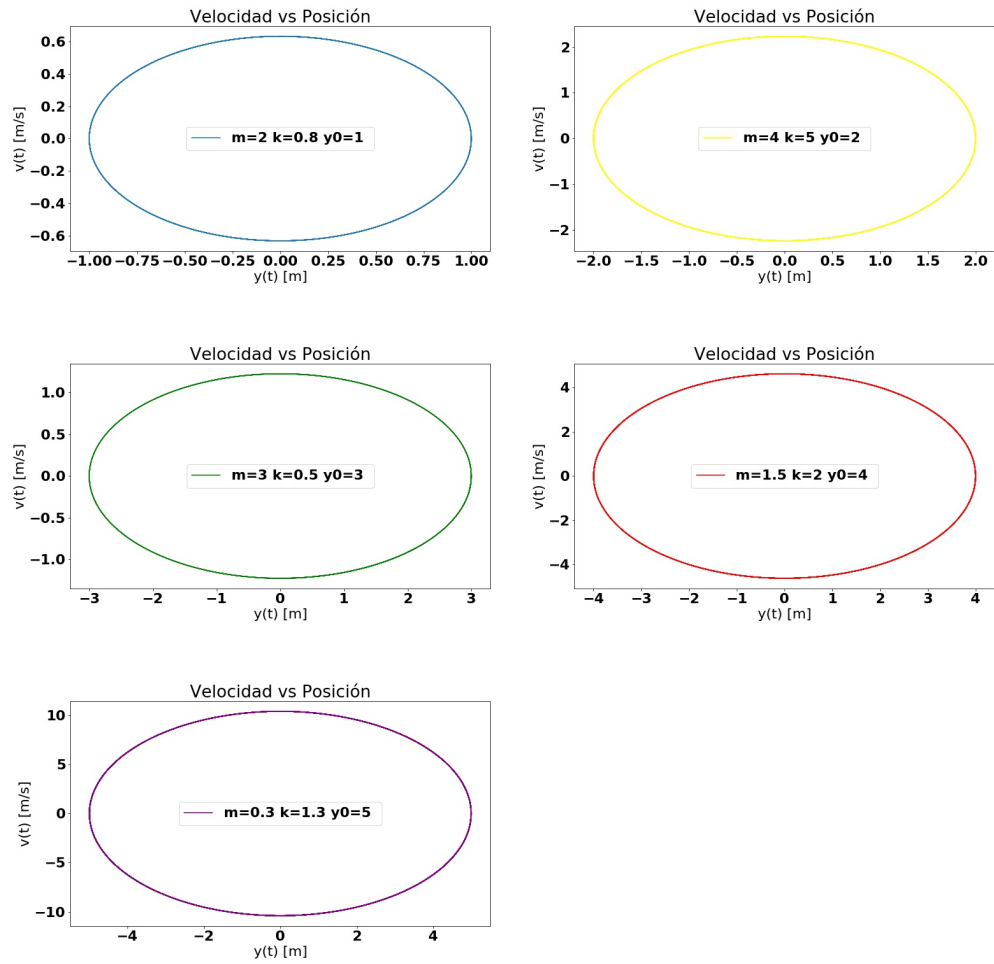 Velocidad vs Posición
v(t) [m/s]
0.6
0.4
0.2
0.0
−0.2
−0.4
−0.6
m=2 k=0.8 y0=1
−1.00 −0.75 −0.50 −0.25 0.00 0.25 0.50 0.75 1.00
y(t) [m]
Velocidad vs Posición
v(t) [m/s]
2
1
0
−1
−2
m=4 k=5 y0=2
−2.0 −1.5 −1.0 −0.5 0.0 0.5 1.0 1.5 2.0
y(t) [m]
Velocidad vs Posición
v(t) [m/s]
1.0
0.5
0.0
−0.5
−1.0
m=3 k=0.5 y0=3
−3 −2 −1 0 1 2 3
y(t) [m]
Velocidad vs Posición
v(t) [m/s]
4
2
0
−2
−4
m=1.5 k=2 y0=4
−4 −3 −2 −1 0 1 2 3 4
y(t) [m]
Velocidad vs Posición
v(t) [m/s]
10
5
0
−5
−10
m=0.3 k=1.3 y0=5
−4 −2 0 2 4
y(t) [m]